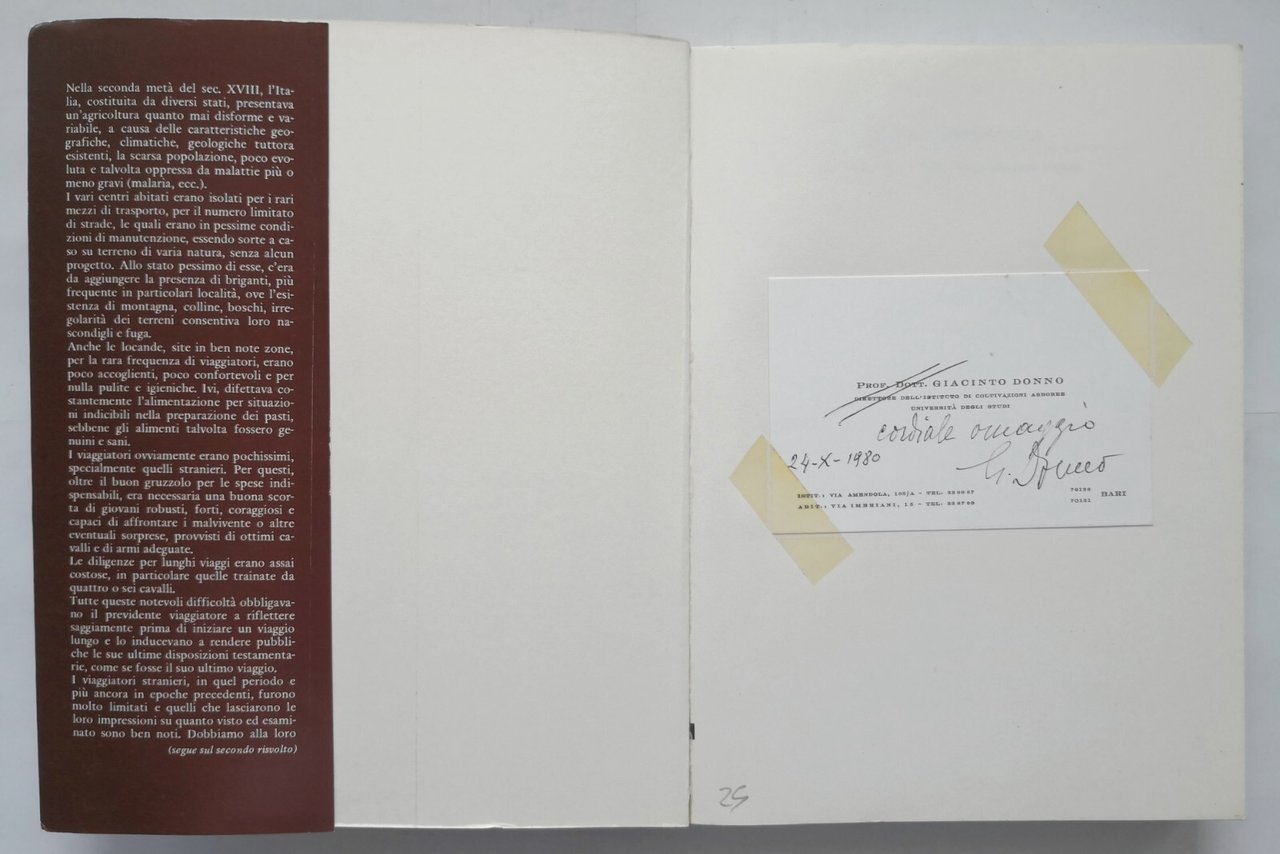 Nella seconda metà del sec. XVIII, l'Ita-
lia, costituita da diversi stati, presentava
un'agricoltura quanto mai disforme e va-
riabile, a causa delle caratteristiche geo-
grafiche, climatiche, geologiche tuttora
esistenti, la scarsa popolazione, poco evo-
luta e talvolta oppressa da malattie più o
meno gravi (malaria, ecc.).
I vari centri abitati erano isolati per i rari
mezzi di trasporto, per il numero limitato
di strade, le quali erano in pessime condi-
zioni di manutenzione, essendo sorte a ca-
so su terreno di varia natura, senza alcun
progetto. Allo stato pessimo di esse, c'era
da aggiungere la presenza di briganti, più
frequente in particolari località, ove l'esi-
stenza di montagna, colline, boschi, irre-
golarità dei terreni consentiva loro na-
scondigli e fuga.
Anche le locande, site in ben note zone,
per la rara frequenza di viaggiatori, erano
poco accoglienti, poco confortevoli e per
nulla pulite e igieniche. Ivi, difettava co-
stantemente l'alimentazione per situazio-
ni indicibili nella preparazione dei pasti,
sebbene gli alimenti talvolta fossero ge-
nuini e sani.
I viaggiatori ovviamente erano pochissimi,
specialmente quelli stranieri. Per questi,
oltre il buon gruzzolo per le spese indi-
spensabili, era necessaria una buona scor-
ta di giovani robusti, forti, coraggiosi e
capaci di affrontare i malvivente o altre
eventuali sorprese, provvisti di ottimi ca-
valli e di armi adeguate.
Le diligenze per lunghi viaggi erano assai
costose, in particolare quelle trainate da
quattro o sei cavalli.
Tutte queste notevoli difficoltà obbligava-
no il previdente viaggiatore a riflettere
saggiamente prima di iniziare un viaggio
lungo e lo inducevano a rendere pubbli-
che le sue ultime disposizioni testamenta-
rie, come se fosse il suo ultimo viaggio.
I viaggiatori stranieri, in quel periodo e
più ancora in epoche precedenti, furono
molto limitati e quelli che lasciarono le
loro impressioni su quanto visto ed esami-
nato sono ben noti. Dobbiamo alla loro
(segue sul secondo risvolto)
PROF. DOTT. GIACINTO DONNO
DIRETTORE DELL'ISTITUTO DI COLTIVAZIONI ARBOREE
UNIVERSITÀ DEGLI STUDI
cordiale omaggio
24-X-1980
G. Donno
ISTIT.: VIA AMENDOLA, 165/A - TEL.
70126
ABIT.: VIA IMBRIANI, 15 - TEL.
70121
BARI
25